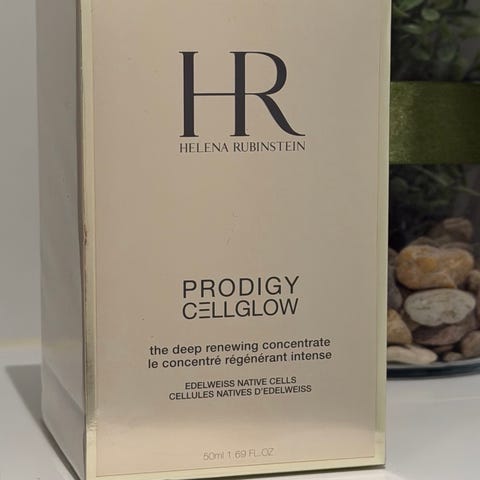 HR
HELENA RUBINSTEIN
PRODIGY
CELLGLOW
the deep renewing concentrate
le concentré régénérant intense
EDELWEISS NATIVE CELLS
CELLULES NATIVES D'EDELWEISS
50ml 1.69 FL.OZ